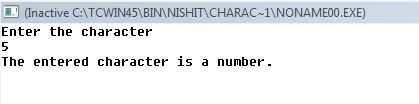 (Inactive C:\TCWIN45\BIN\NISHIT\CHARAC~1\NONAME00.EXE)
Enter the character
5
The entered character is a number.